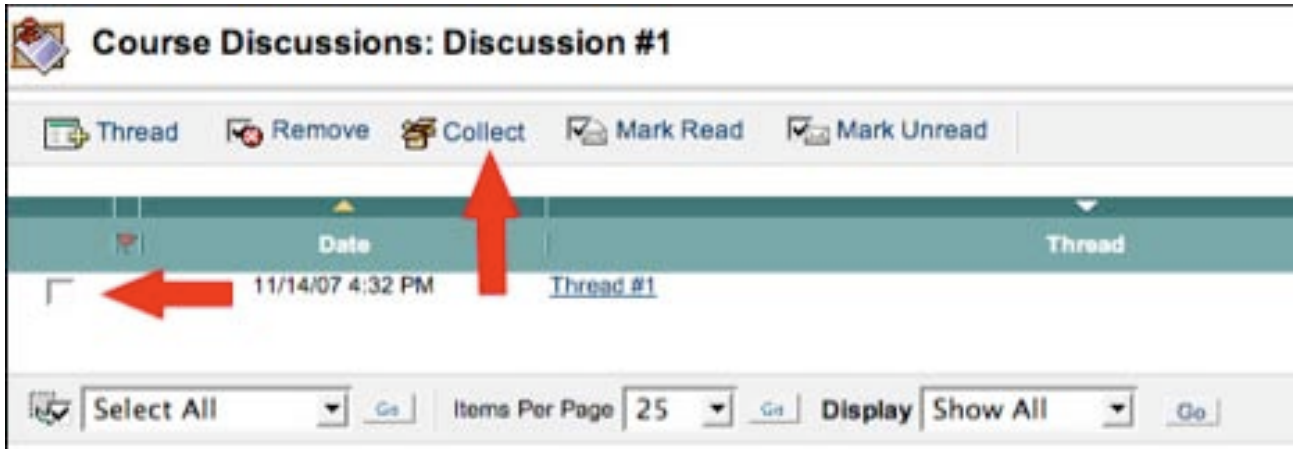 Course Discussions: Discussion #1
Thread Remove Collect Mark Read Mark Unread
Date Thread
11/14/07 4:32 PM Thread #1
Select All Go Items Per Page 25 Go Display Show All Go